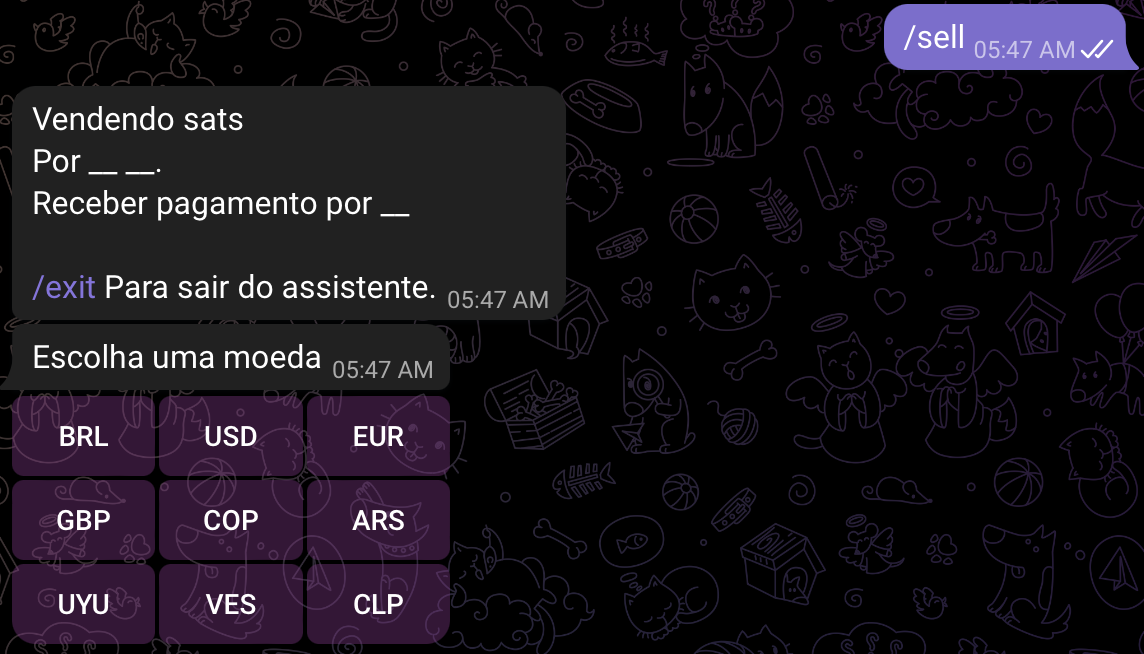 /sell 05:47 AM
Vendendo sats
Por __ __.
Receber pagamento por __
/exit Para sair do assistente. 05:47 AM
Escolha uma moeda 05:47 AM
BRL USD EUR
GBP COP ARS
UYU VES CLP